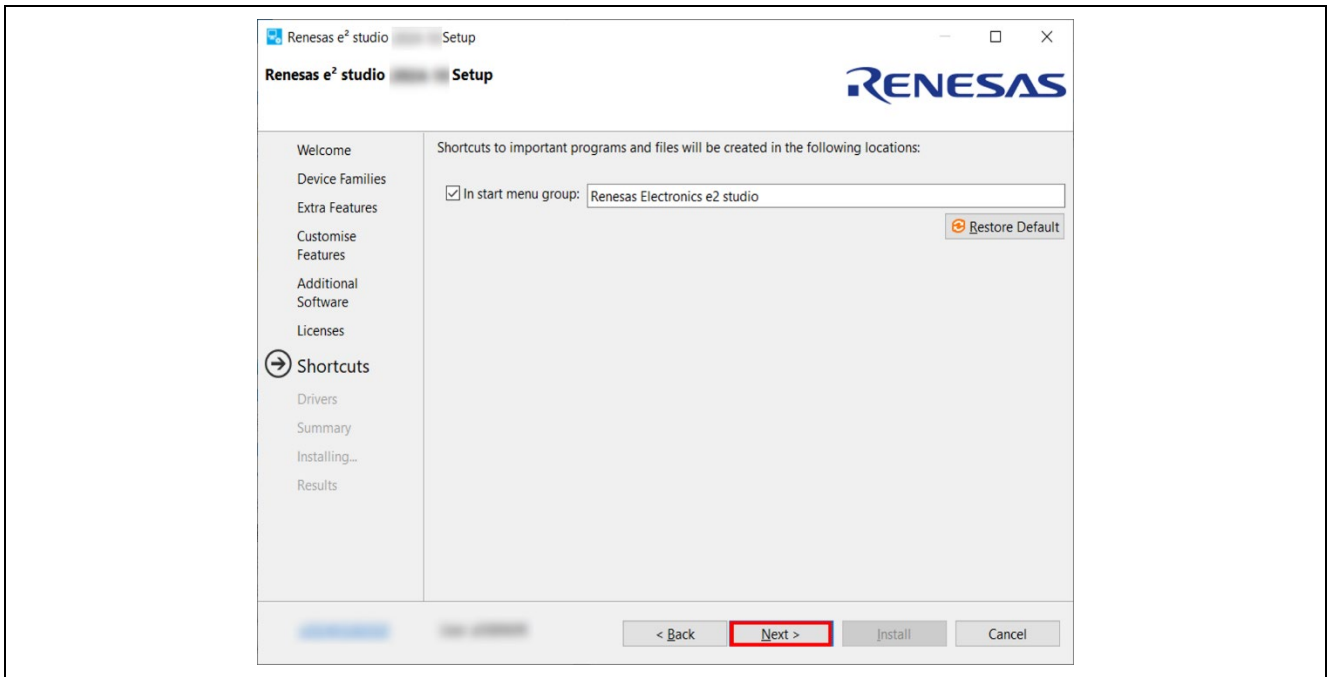 Renesas e² studio Setup
Renesas e² studio Setup
RENESAS
Welcome
Device Families
Extra Features
Customise
Features
Additional
Software
Licenses
Shortcuts
Drivers
Summary
Installing...
Results
Shortcuts to important programs and files will be created in the following locations:
In start menu group: Renesas Electronics e2 studio
Restore Default
< Back Next > Install Cancel